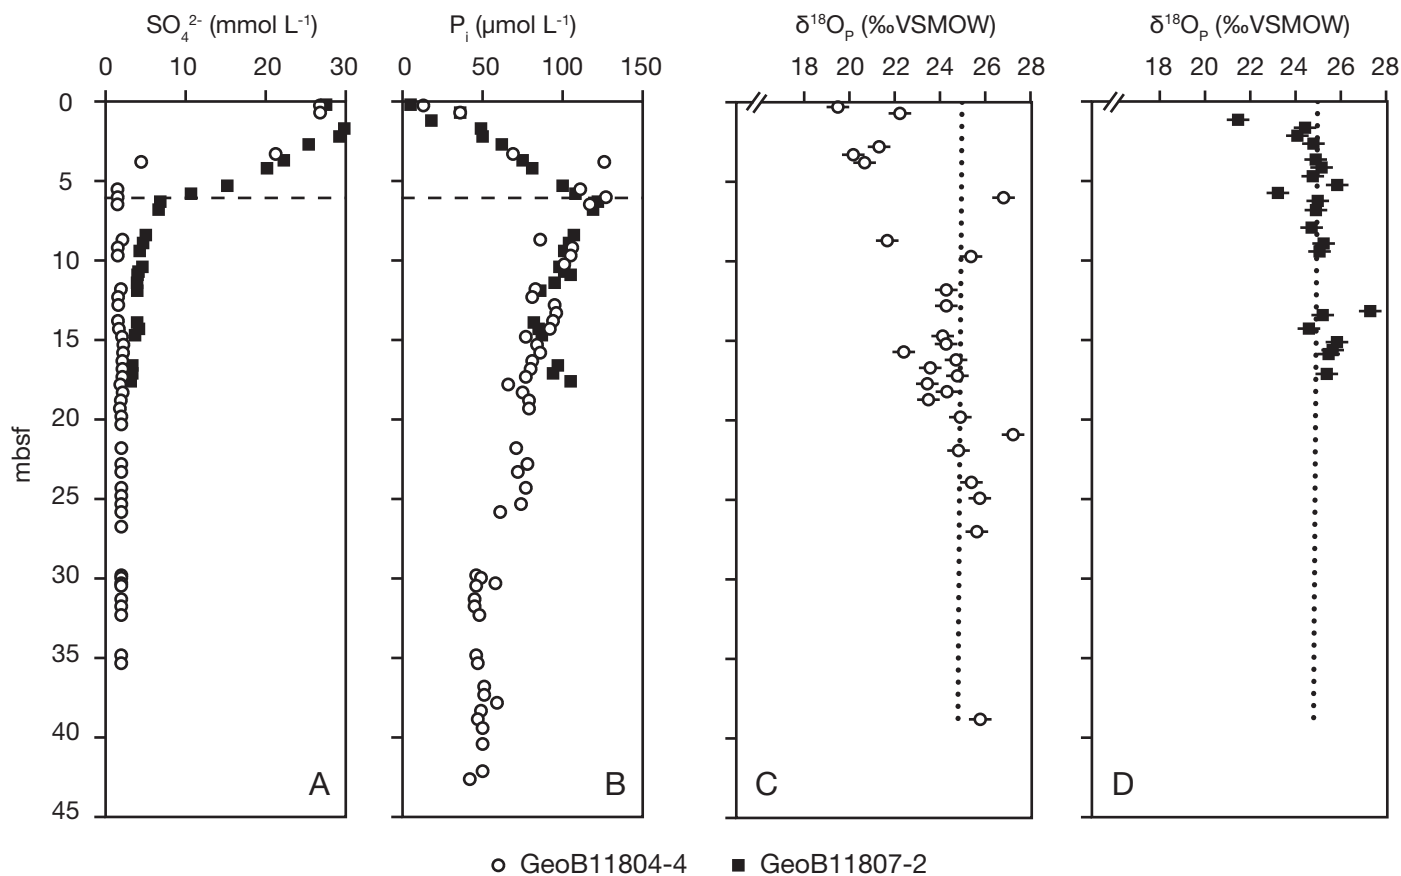 SO₄²⁻ (mmol L⁻¹)
Pᵢ (µmol L⁻¹)
δ¹⁸Oₚ (‰VSMOW)
δ¹⁸Oₚ (‰VSMOW)
0 10 20 30
0 50 100 150
18 20 22 24 26 28
18 20 22 24 26 28
0
5
10
15
20
25
30
35
40
45
mbsf
A
B
C
D
GeoB11804-4
GeoB11807-2